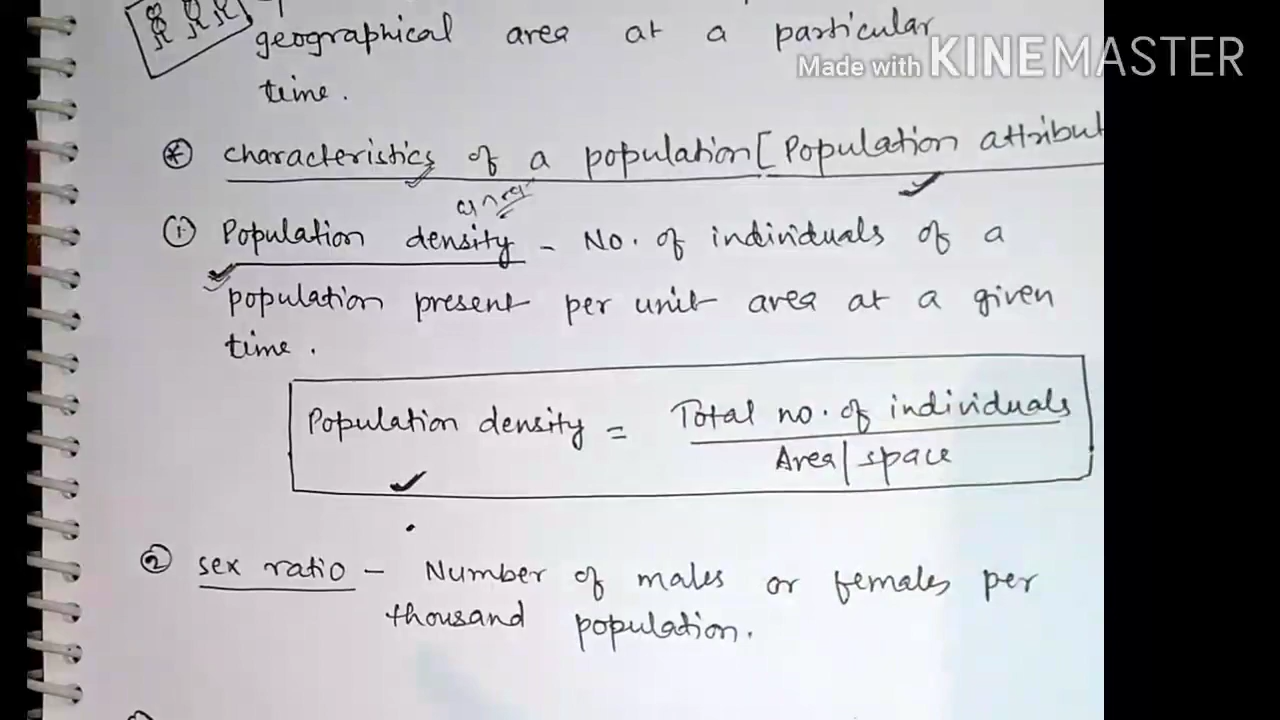 geographical area at a particular
Made with KINEMASTER
time.
* characteristics of a population [Population attribut
① Population density - No. of individuals of a
population present per unit area at a given
time.
Population density = Total no. of individuals
Area/space
② sex ratio - Number of males or females per
thousand population.